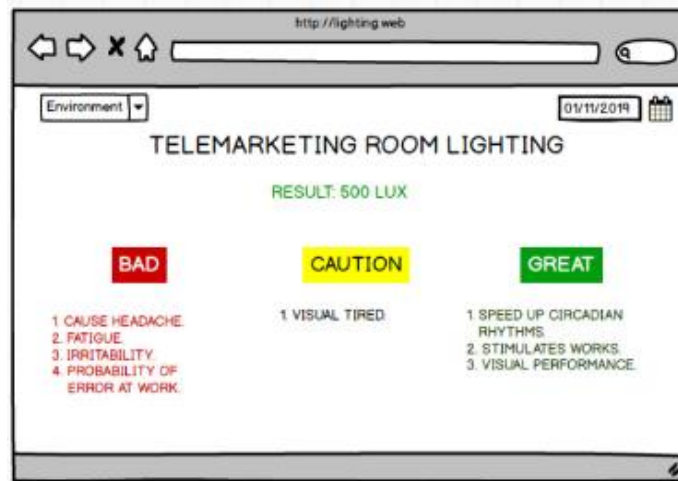 http://lighting.web
Environment
01/11/2019
TELEMARKETING ROOM LIGHTING
RESULT: 500 LUX
BAD
1. CAUSE HEADACHE.
2. FATIGUE.
3. IRRITABILITY.
4. PROBABILITY OF
ERROR AT WORK.
CAUTION
1. VISUAL TIRED.
GREAT
1. SPEED UP CIRCADIAN
RHYTHMS.
2. STIMULATES WORKS.
3. VISUAL PERFORMANCE.